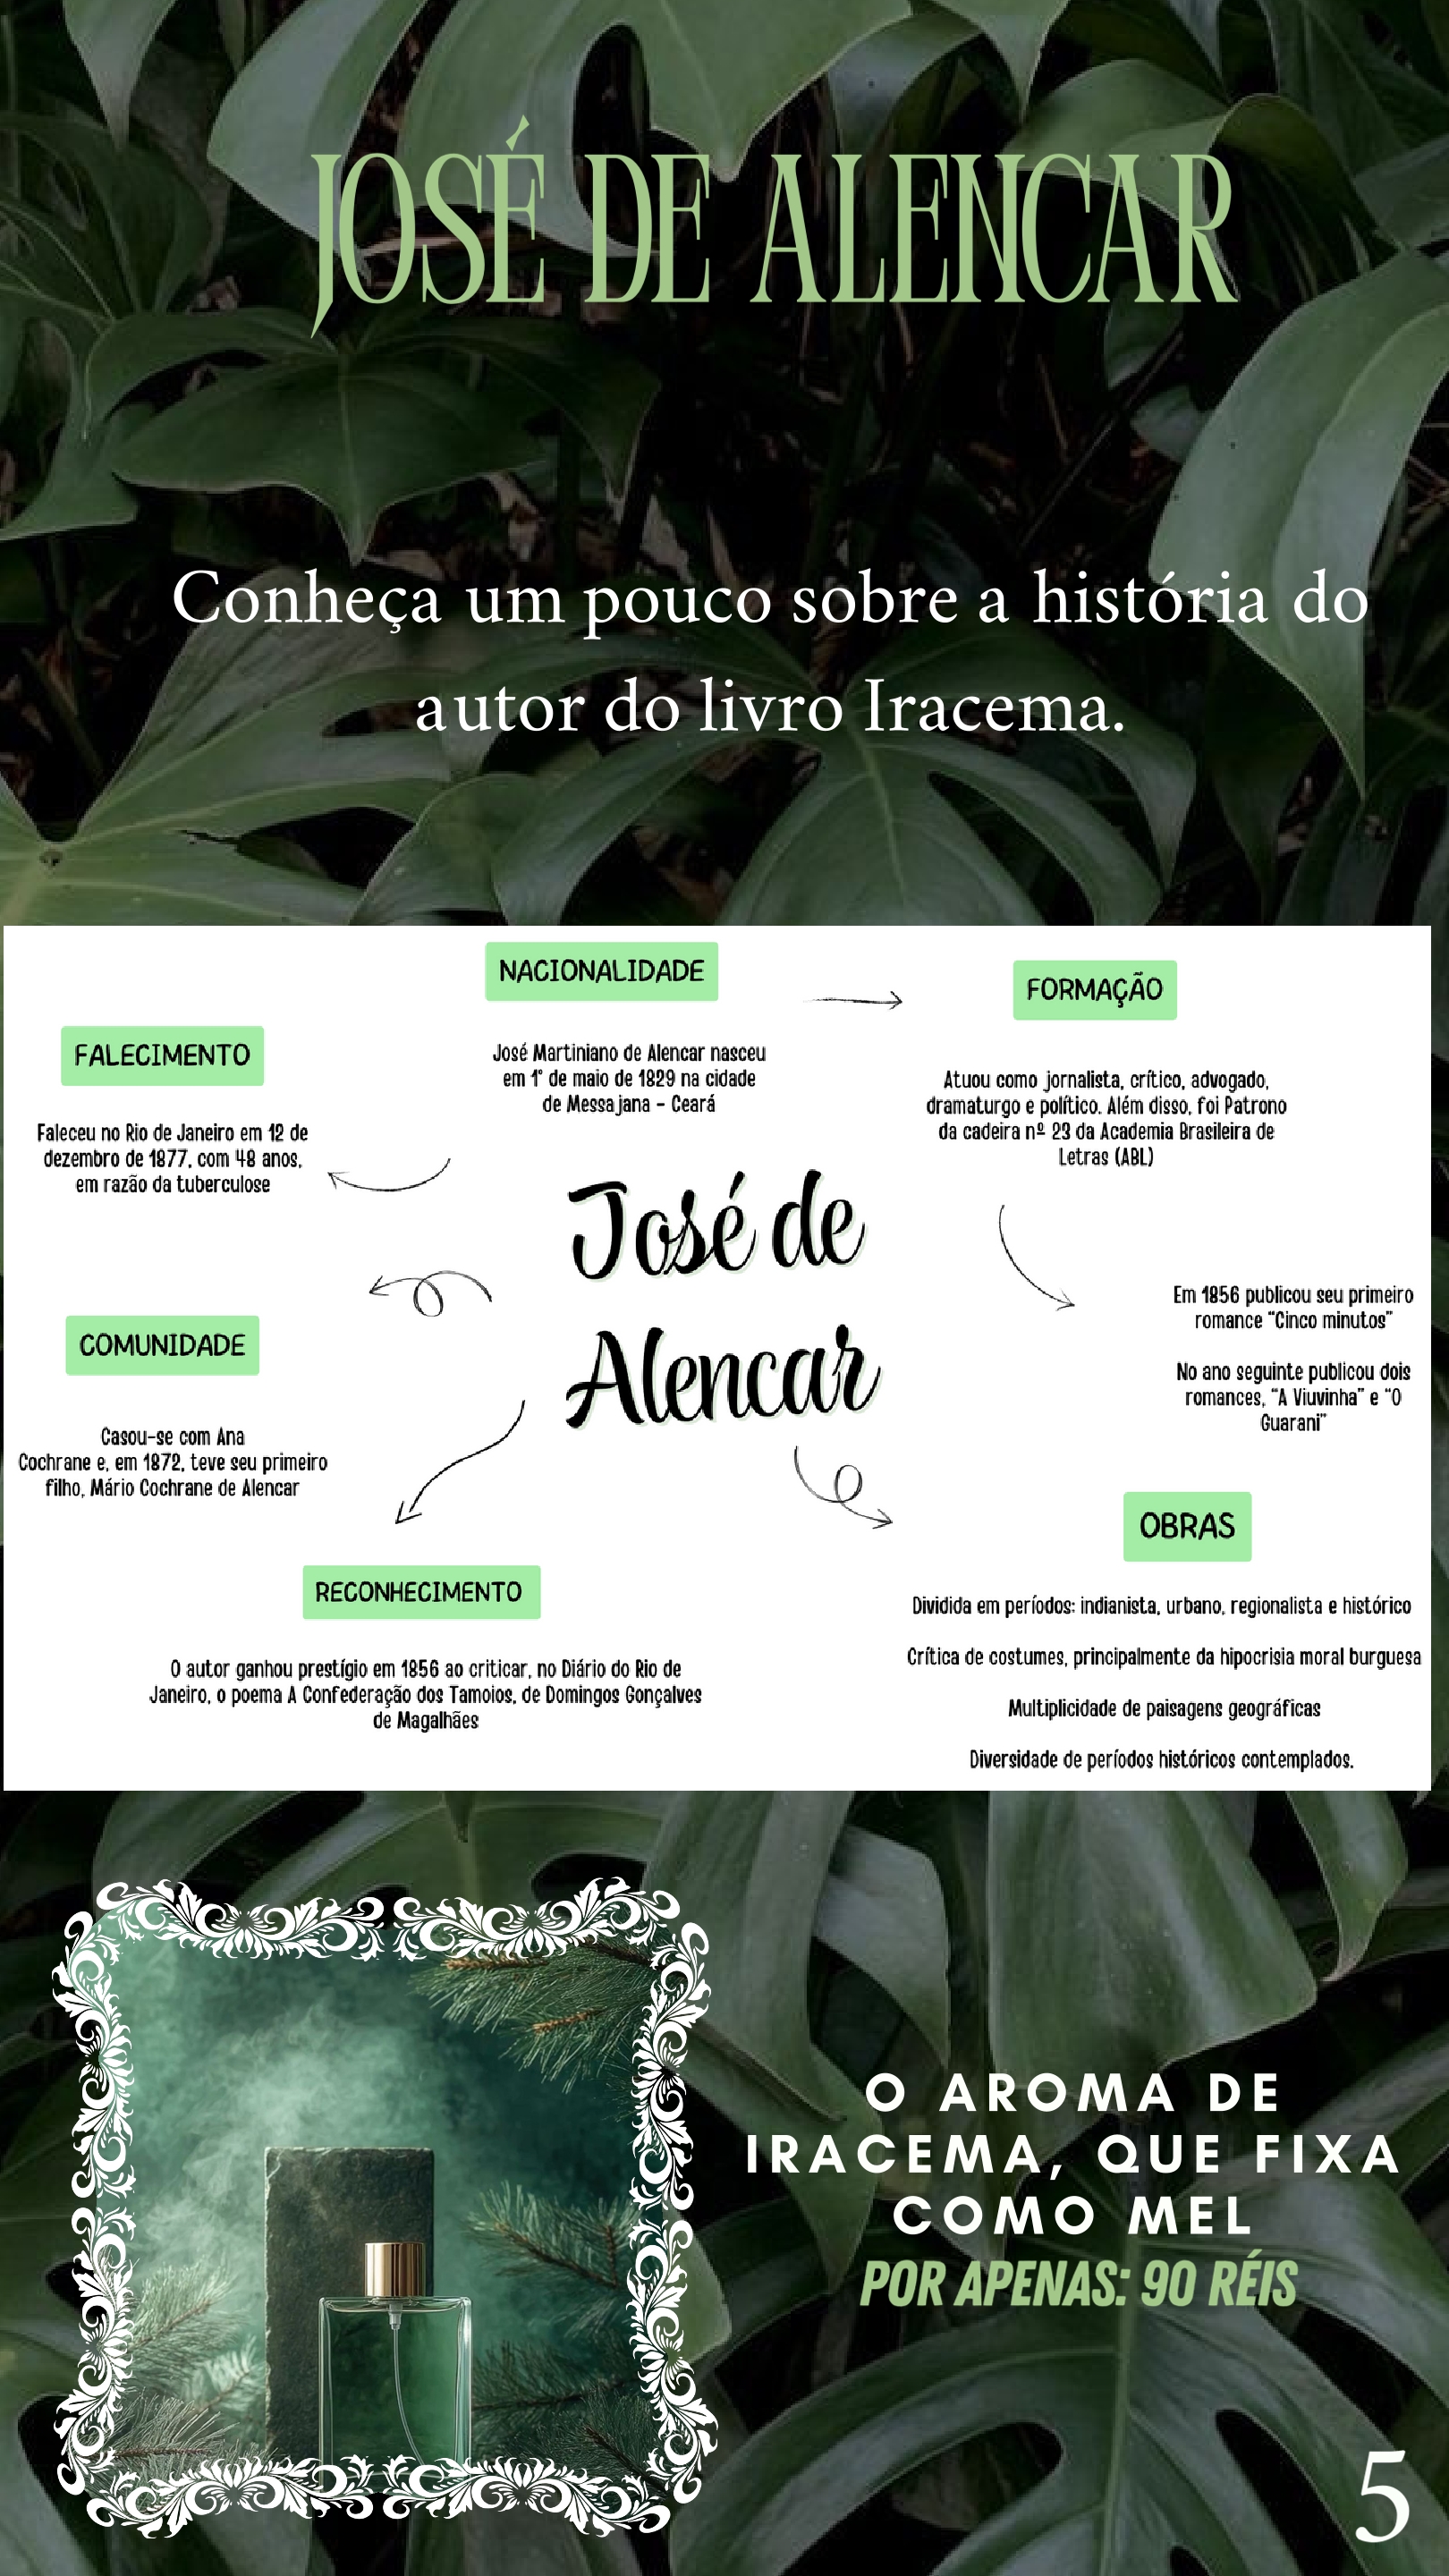 JOSÉ DE ALENCAR
Conheça um pouco sobre a história do
autor do livro Iracema.
NACIONALIDADE
José Martiniano de Alencar nasceu
em 1º de maio de 1829 na cidade
de Messajana - Ceará
FORMAÇÃO
Atuou como jornalista, crítico, advogado,
dramaturgo e político. Além disso, foi Patrono
da cadeira nº 23 da Academia Brasileira de
Letras (ABL)
FALECIMENTO
Faleceu no Rio de Janeiro em 12 de
dezembro de 1877, com 48 anos,
em razão da tuberculose
José de
Alencar
Em 1856 publicou seu primeiro
romance "Cinco minutos"
No ano seguinte publicou dois
romances, "A Viuvinha" e "O
Guarani"
COMUNIDADE
Casou-se com Ana
Cochrane e, em 1872, teve seu primeiro
filho, Mário Cochrane de Alencar
OBRAS
Dividida em períodos: indianista, urbano, regionalista e histórico
Crítica de costumes, principalmente da hipocrisia moral burguesa
Multiplicidade de paisagens geográficas
Diversidade de períodos históricos contemplados.
RECONHECIMENTO
O autor ganhou prestígio em 1856 ao criticar, no Diário do Rio de
Janeiro, o poema A Confederação dos Tamoios, de Domingos Gonçalves
de Magalhães
O AROMA DE
IRACEMA, QUE FIXA
COMO MEL
POR APENAS: 90 RÉIS
5